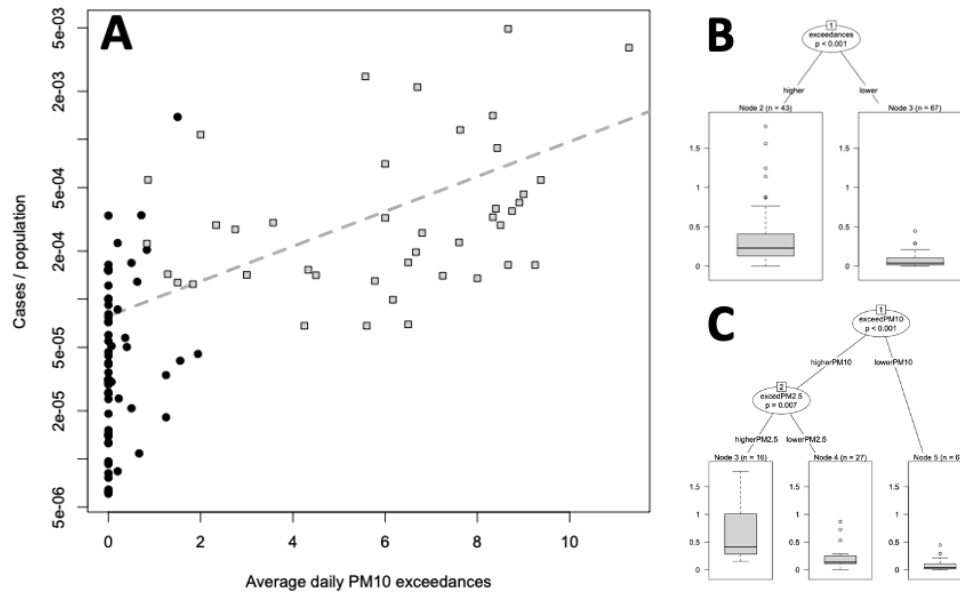 A
5e-03
2e-03
5e-04
2e-04
5e-05
2e-05
5e-06
Cases / population
0 2 4 6 8 10
Average daily PM10 exceedances
B
1
exceedances
p < 0.001
higher
lower
Node 2 (n = 43)
Node 3 (n = 67)
1.5
1
0.5
0
1.5
1
0.5
0
C
1
exceedPM10
p < 0.001
higherPM10
lowerPM10
2
excedPM2.5
p = 0.007
higherPM2.5
lowerPM2.5
Node 3 (n = 16)
Node 4 (n = 27)
Node 5 (n = 6
1.5
1
0.5
0
1.5
1
0.5
0
1.5
1
0.5
0